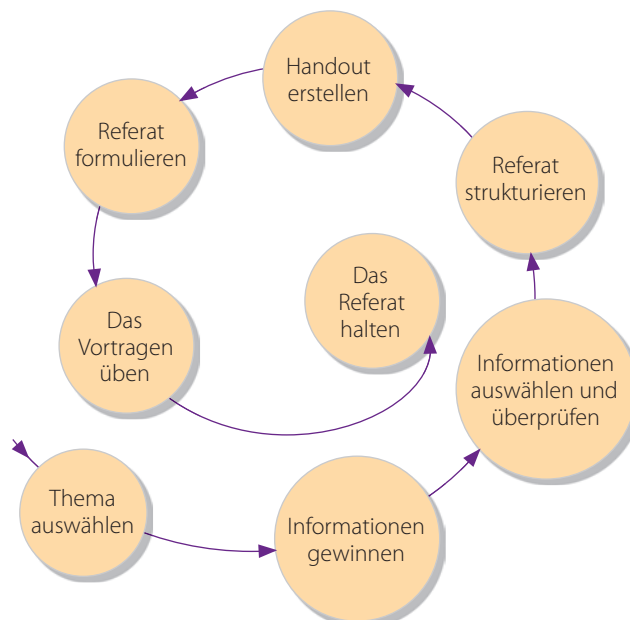 Handout
erstellen
Referat
formulieren
Referat
strukturieren
Das
Referat
halten
Das
Vortragen
üben
Informationen
auswählen und
überprüfen
Thema
auswählen
Informationen
gewinnen